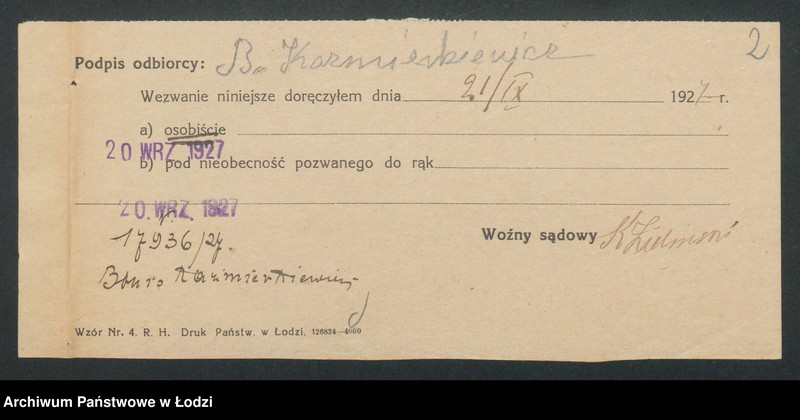 2
Podpis odbiorcy: B. Kazmierkiewicz
Wezwanie niniejsze doręczyłem dnia 21/IX 1927 r.
a) osobiście
20 WRZ 1927
b) pod nieobecność pozwanego do rąk
20. WRZ. 1927
Woźny sądowy K Zieliński
17936/27.
Kazimierkiewicz
Wzór Nr. 4. R. H. Druk Państw. w Łodzi. 126824—4000
Archiwum Państwowe w Łodzi